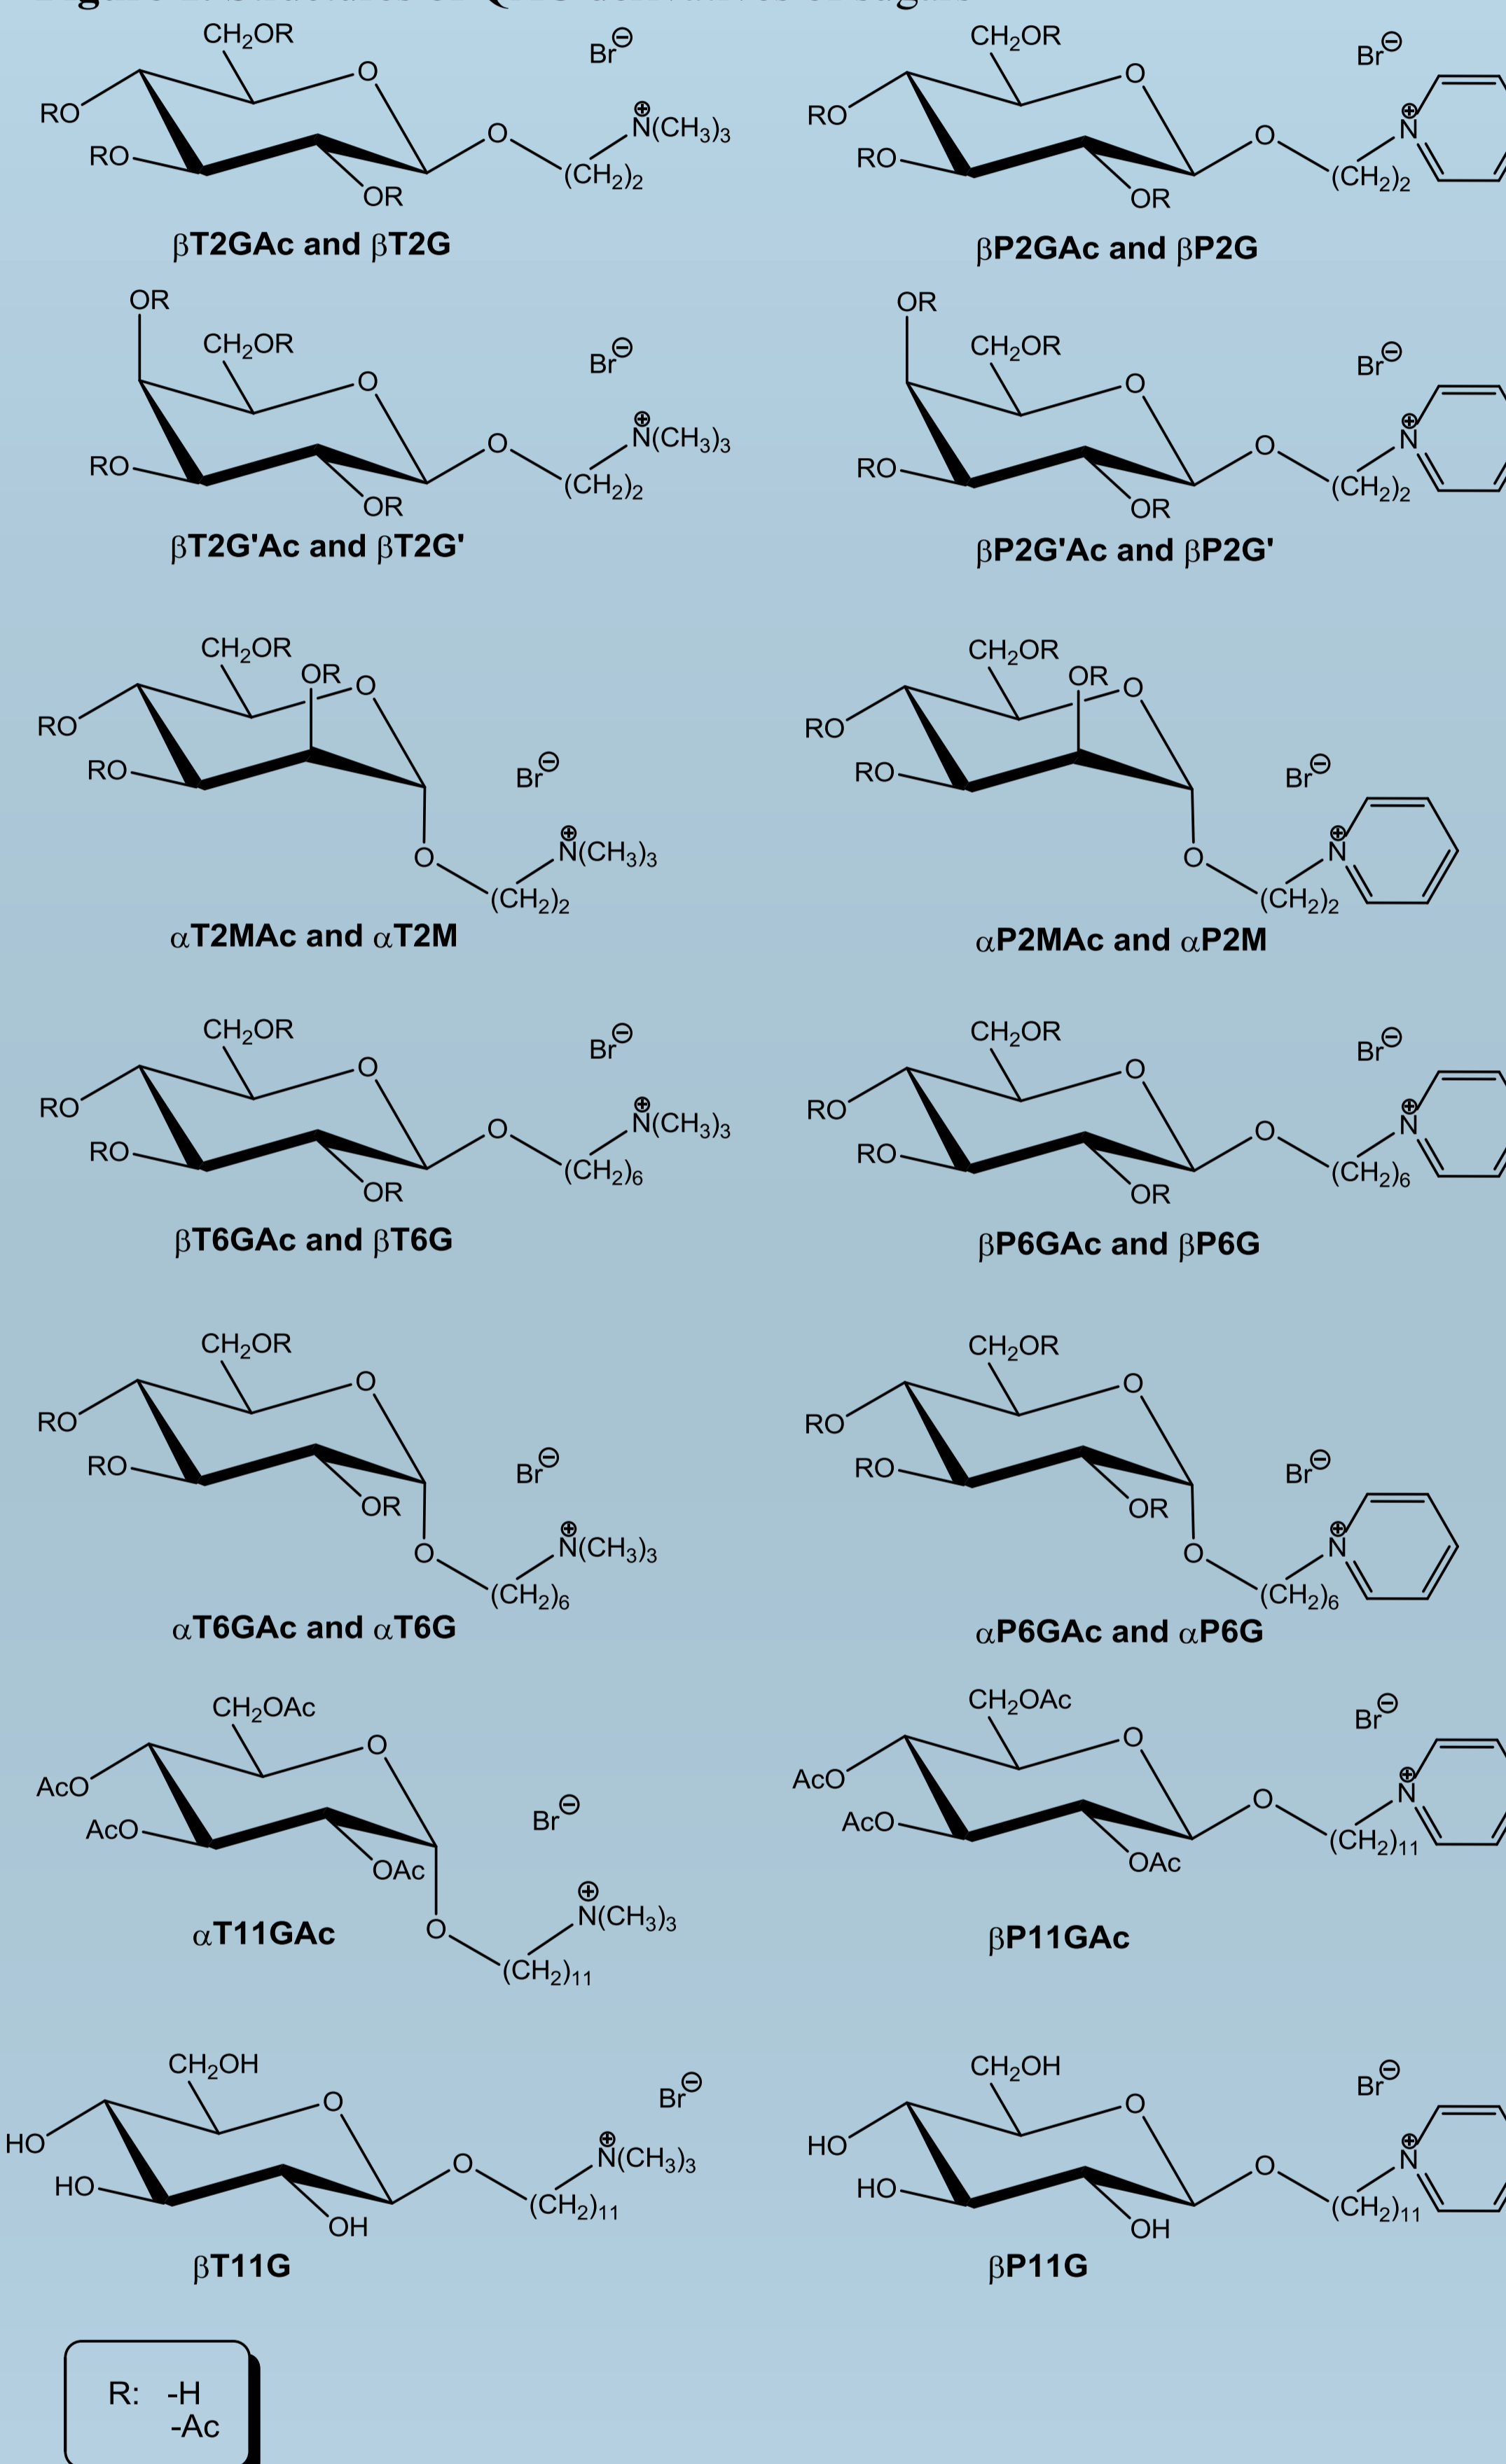 CH₂OR Br⊖ CH₂OR Br⊖
O O
RO O N⊕(CH₃)₃ RO O N⊕
RO (CH₂)₂ RO (CH₂)₂
OR OR
βT2GAc and βT2G βP2GAc and βP2G
OR OR
CH₂OR Br⊖ CH₂OR Br⊖
O O
RO O N⊕(CH₃)₃ RO O N⊕
(CH₂)₂ (CH₂)₂
OR OR
βT2G'Ac and βT2G' βP2G'Ac and βP2G'
CH₂OR CH₂OR
OR O OR O
RO RO
RO Br⊖ RO Br⊖
O N⊕(CH₃)₃ O N⊕
(CH₂)₂ (CH₂)₂
αT2MAc and αT2M αP2MAc and αP2M
CH₂OR Br⊖ CH₂OR Br⊖
O O
RO O N⊕(CH₃)₃ RO O N⊕
RO (CH₂)₆ RO (CH₂)₆
OR OR
βT6GAc and βT6G βP6GAc and βP6G
CH₂OR CH₂OR
O O
RO RO
RO Br⊖ RO Br⊖
OR OR
O N⊕(CH₃)₃ O N⊕
(CH₂)₆ (CH₂)₆
αT6GAc and αT6G αP6GAc and αP6G
CH₂OAc CH₂OAc Br⊖
O O
AcO AcO O N⊕
AcO Br⊖ AcO (CH₂)₁₁
OAc OAc
O N⊕(CH₃)₃
(CH₂)₁₁
αT11GAc βP11GAc
CH₂OH Br⊖ CH₂OH Br⊖
O O
HO O N⊕(CH₃)₃ HO O N⊕
HO (CH₂)₁₁ HO (CH₂)₁₁
OH OH
βT11G βP11G
R: -H
-Ac